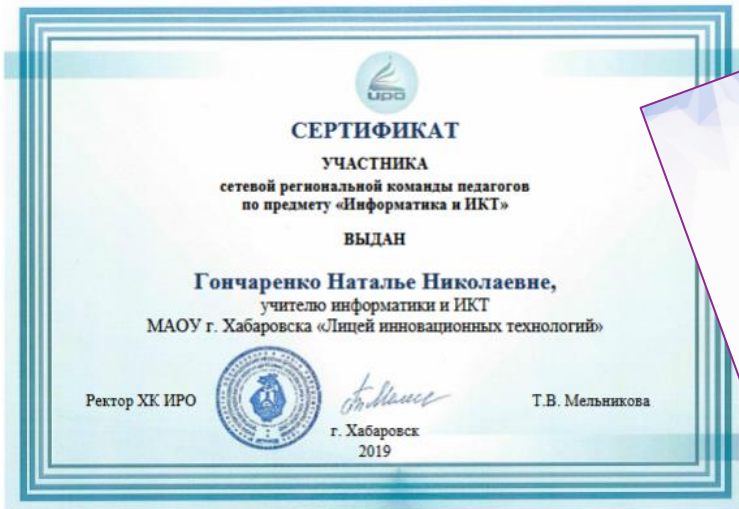 ИРО
СЕРТИФИКАТ
УЧАСТНИКА
сетевой региональной команды педагогов
по предмету «Информатика и ИКТ»
ВЫДАН
Гончаренко Наталье Николаевне,
учителю информатики и ИКТ
МАОУ г. Хабаровска «Лицей инновационных технологий»
Ректор ХК ИРО
Т.В. Мельникова
г. Хабаровск
2019